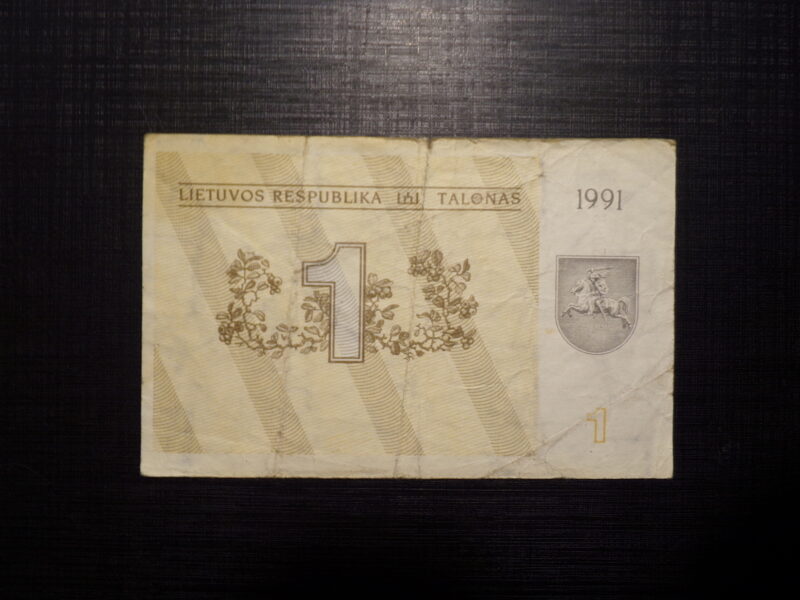 LIETUVOS RESPUBLIKA TALONAS
1991
1
1